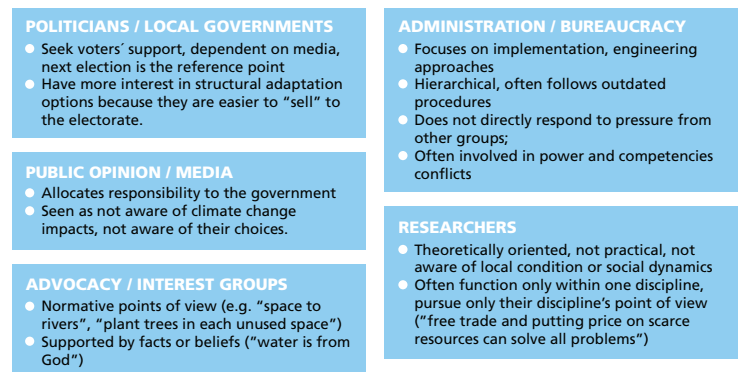 POLITICIANS / LOCAL GOVERNMENTS
● Seek voters´ support, dependent on media,
next election is the reference point
● Have more interest in structural adaptation
options because they are easier to “sell” to
the electorate.
PUBLIC OPINION / MEDIA
● Allocates responsibility to the government
● Seen as not aware of climate change
impacts, not aware of their choices.
ADVOCACY / INTEREST GROUPS
● Normative points of view (e.g. “space to
rivers”, “plant trees in each unused space”)
● Supported by facts or beliefs (”water is from
God”)
ADMINISTRATION / BUREAUCRACY
● Focuses on implementation, engineering
approaches
● Hierarchical, often follows outdated
procedures
● Does not directly respond to pressure from
other groups;
● Often involved in power and competencies
conflicts
RESEARCHERS
● Theoretically oriented, not practical, not
aware of local condition or social dynamics
● Often function only within one discipline,
pursue only their discipline’s point of view
(”free trade and putting price on scarce
resources can solve all problems”)